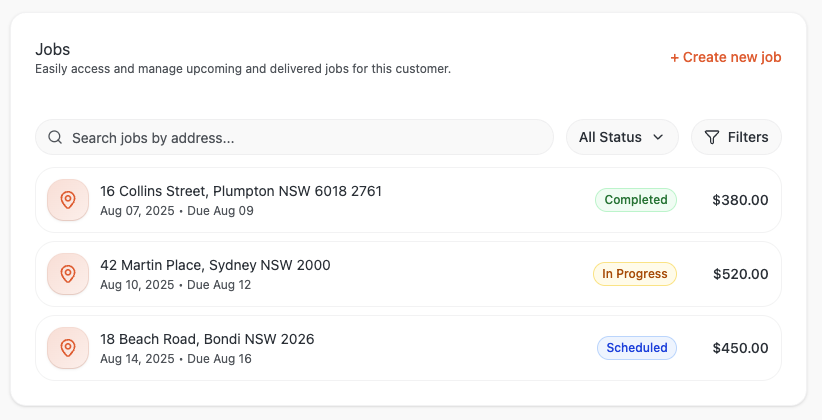 Jobs
Easily access and manage upcoming and delivered jobs for this customer.
+ Create new job
Search jobs by address...
All Status
Filters
16 Collins Street, Plumpton NSW 6018 2761
Aug 07, 2025 • Due Aug 09
Completed
$380.00
42 Martin Place, Sydney NSW 2000
Aug 10, 2025 • Due Aug 12
In Progress
$520.00
18 Beach Road, Bondi NSW 2026
Aug 14, 2025 • Due Aug 16
Scheduled
$450.00